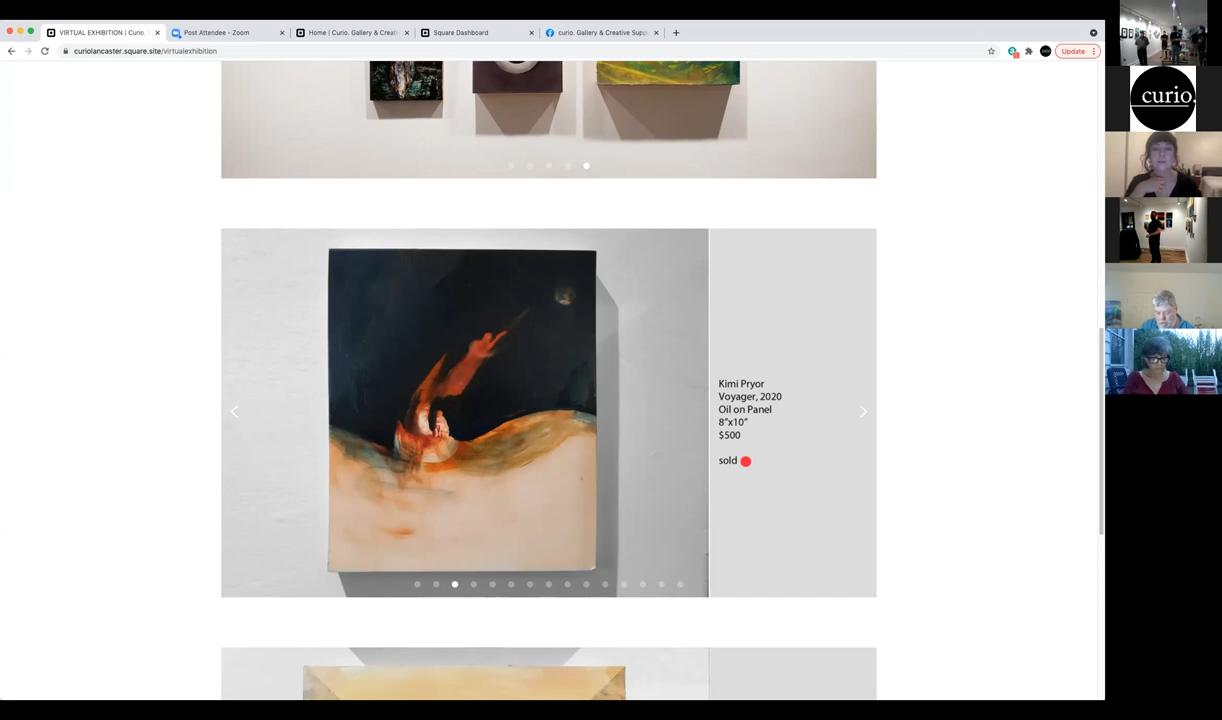 VIRTUAL EXHIBITION | Curio.
Post Attendee - Zoom
Home | Curio. Gallery & Creati
Square Dashboard
curio. Gallery & Creative Supp
curiolancaster.square.site/virtualexhibition
Update
curio.
Kimi Pryor
Voyager, 2020
Oil on Panel
8"x10"
$500
sold